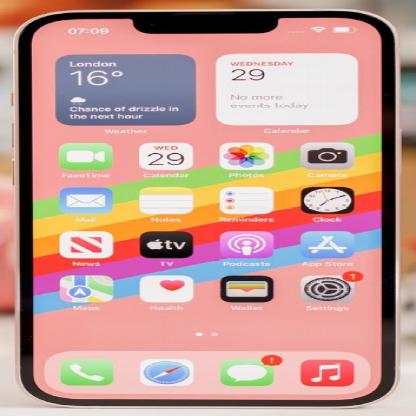 07:09
London
16°
Chance of drizzle in
the next hour
Weather
WEDNESDAY
29
No more
events today
Calendar
FaceTime
WED
29
Calendar
Photos
Camera
Mail
Notes
Reminders
Clock
News
tv
TV
Podcasts
App Store
Maps
Health
Wallet
1
Settings
!